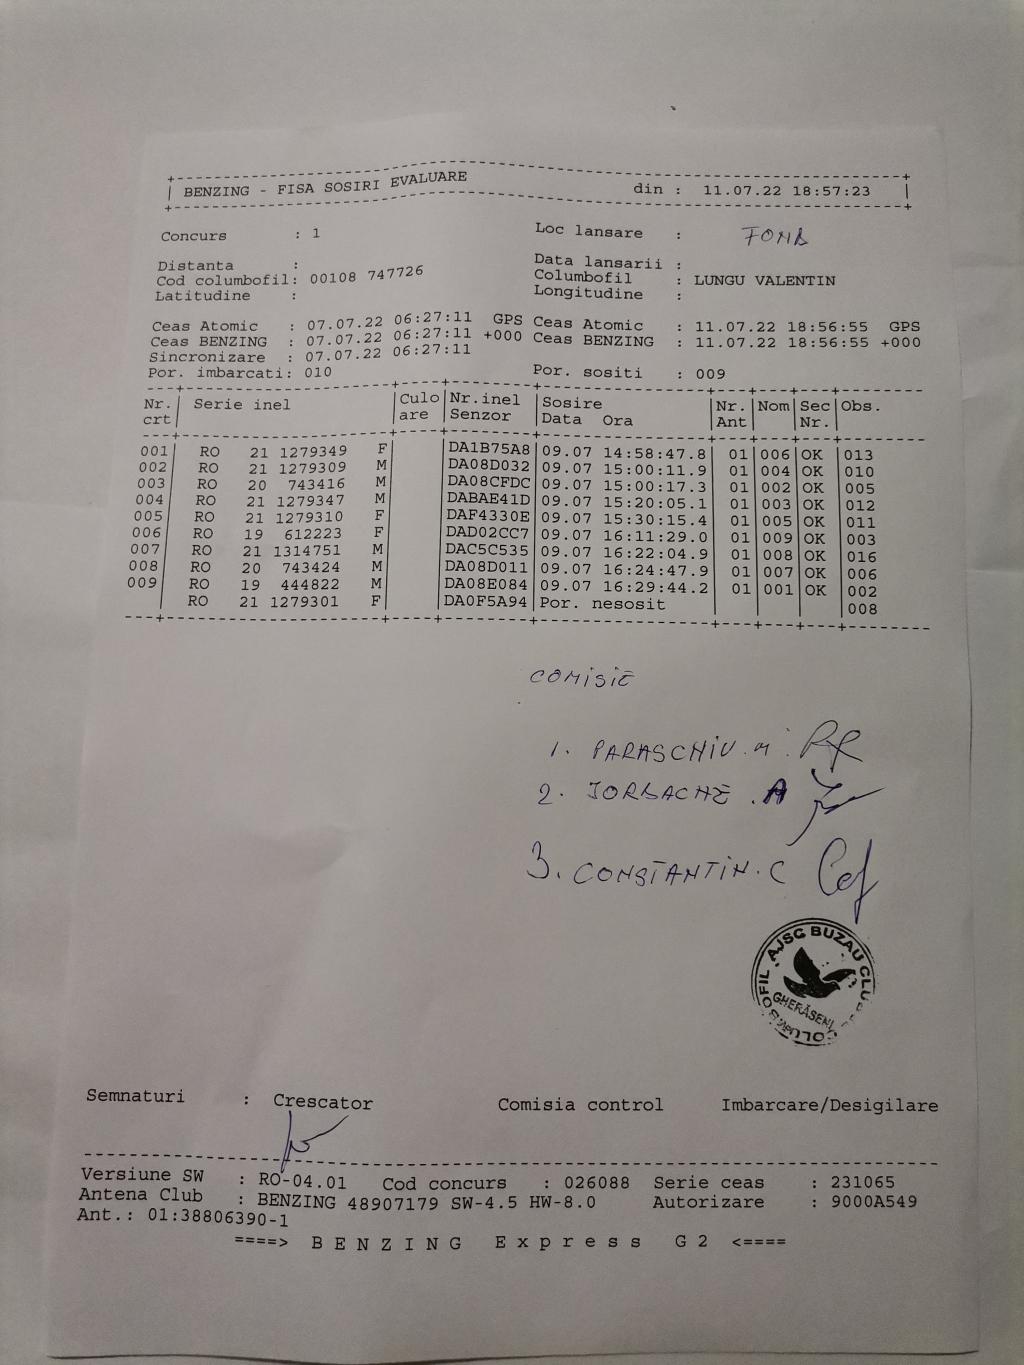 BENZING - FISA SOSIRI EVALUARE din : 11.07.22 18:57:23
Concurs : 1 Loc lansare :
Distanta : Data lansarii :
Cod columbofil: 00108 747726 Columbofil : LUNGU VALENTIN
Latitudine : Longitudine :
Ceas Atomic : 07.07.22 06:27:11 GPS Ceas Atomic : 11.07.22 18:56:55 GPS
Ceas BENZING : 07.07.22 06:27:11 +000 Ceas BENZING : 11.07.22 18:56:55 +000
Sincronizare : 07.07.22 06:27:11
Por. imbarcati: 010 Por. sositi : 009
Nr. Serie inel Culo Nr.inel Sosire Nr. Nom Sec Obs.
crt are Senzor Data Ora Ant Nr.
001 RO 21 1279349 F DA1B75A8 09.07 14:58:47.8 01 006 OK 013
002 RO 21 1279309 M DA08D032 09.07 15:00:11.9 01 004 OK 010
003 RO 20 743416 M DA08CFDC 09.07 15:00:17.3 01 002 OK 005
004 RO 21 1279347 M DABAE41D 09.07 15:20:05.1 01 003 OK 012
005 RO 21 1279310 F DAF4330E 09.07 15:30:15.4 01 005 OK 011
006 RO 19 612223 F DAD02CC7 09.07 16:11:29.0 01 009 OK 003
007 RO 21 1314751 M DAC5C535 09.07 16:22:04.9 01 008 OK 016
008 RO 20 743424 M DA08D011 09.07 16:24:47.9 01 007 OK 006
009 RO 19 444822 M DA08E084 09.07 16:29:44.2 01 001 OK 002
RO 21 1279301 F DA0F5A94 Por. nesosit 008
COMISIE
1. PARASCHIV. M.
2. IORDACHE. A
3. CONSTANTIN. C
AJSC BUZAU CLUB COLUMBOFIL
GHERĂSENI
Semnaturi : Crescator Comisia control Imbarcare/Desigilare
Versiune SW : RO-04.01 Cod concurs : 026088 Serie ceas : 231065
Antena Club : BENZING 48907179 SW-4.5 HW-8.0 Autorizare : 9000A549
Ant.: 01:38806390-1
====> B E N Z I N G E x p r e s s G 2 <====